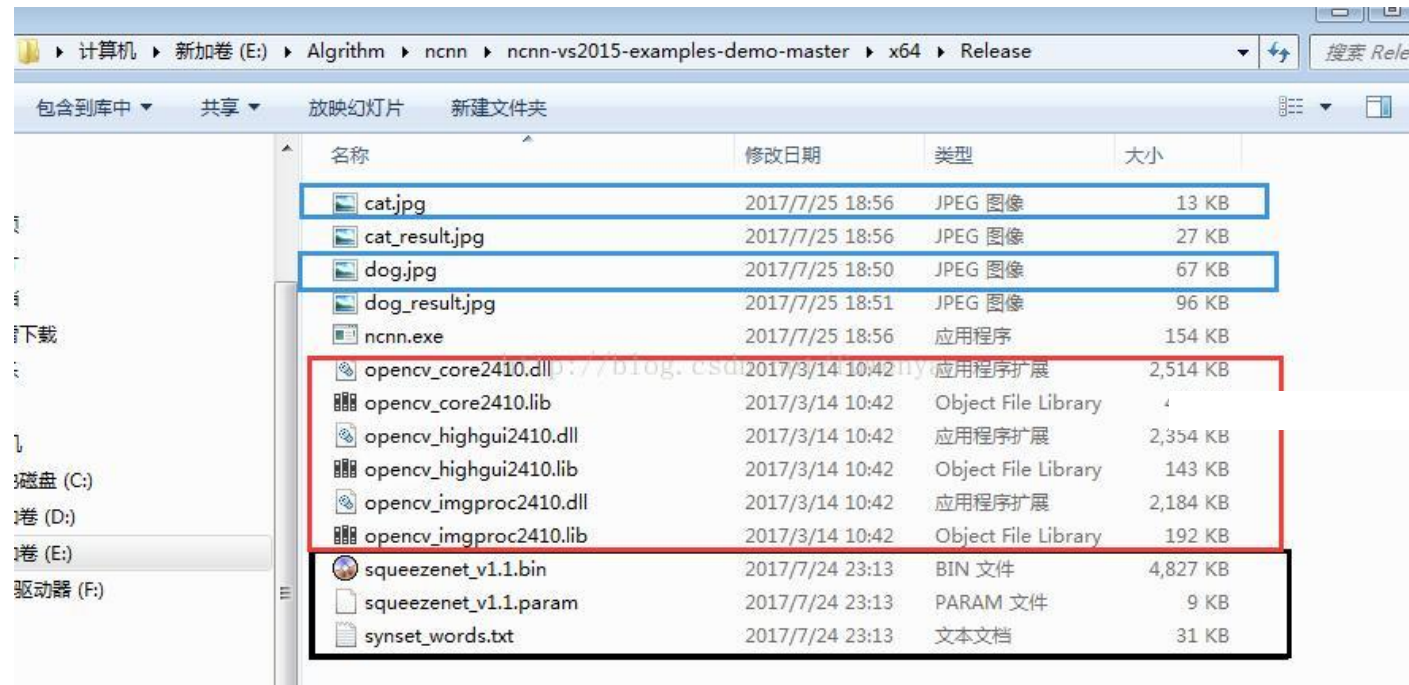 计算机 新加卷 (E:) Algrithm ncnn ncnn-vs2015-examples-demo-master x64 Release 搜索 Rele
包含到库中 共享 放映幻灯片 新建文件夹
名称 修改日期 类型 大小
cat.jpg 2017/7/25 18:56 JPEG 图像 13 KB
cat_result.jpg 2017/7/25 18:56 JPEG 图像 27 KB
dog.jpg 2017/7/25 18:50 JPEG 图像 67 KB
dog_result.jpg 2017/7/25 18:51 JPEG 图像 96 KB
下载
ncnn.exe 2017/7/25 18:56 应用程序 154 KB
opencv_core2410.dll 2017/3/14 10:42 应用程序扩展 2,514 KB
opencv_core2410.lib 2017/3/14 10:42 Object File Library
opencv_highgui2410.dll 2017/3/14 10:42 应用程序扩展 2,354 KB
opencv_highgui2410.lib 2017/3/14 10:42 Object File Library 143 KB
磁盘 (C:)
opencv_imgproc2410.dll 2017/3/14 10:42 应用程序扩展 2,184 KB
卷 (D:)
opencv_imgproc2410.lib 2017/3/14 10:42 Object File Library 192 KB
卷 (E:)
squeezenet_v1.1.bin 2017/7/24 23:13 BIN 文件 4,827 KB
驱动器 (F:)
squeezenet_v1.1.param 2017/7/24 23:13 PARAM 文件 9 KB
synset_words.txt 2017/7/24 23:13 文本文档 31 KB